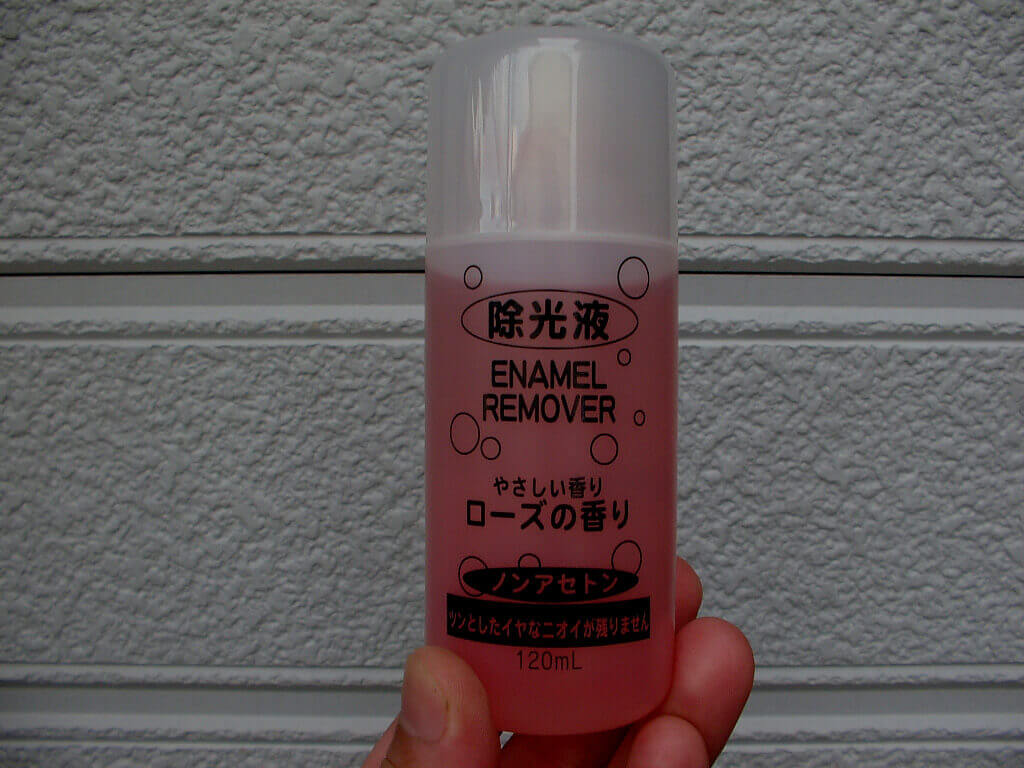 除光液
ENAMEL
REMOVER
やさしい香り
ローズの香り
ノンアセトン
ツンとしたイヤなニオイが残りません
120mL